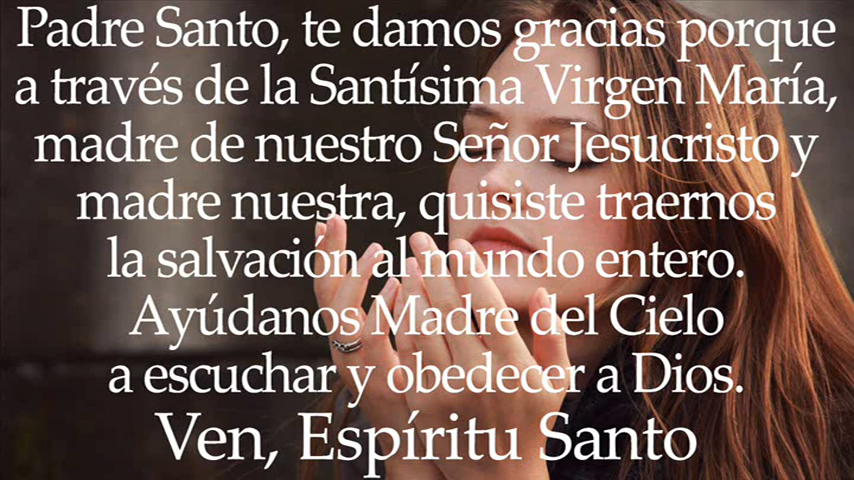 Padre Santo, te damos gracias porque
a través de la Santísima Virgen María,
madre de nuestro Señor Jesucristo y
madre nuestra, quisiste traernos
la salvación al mundo entero.
Ayúdanos Madre del Cielo
a escuchar y obedecer a Dios.
Ven, Espíritu Santo